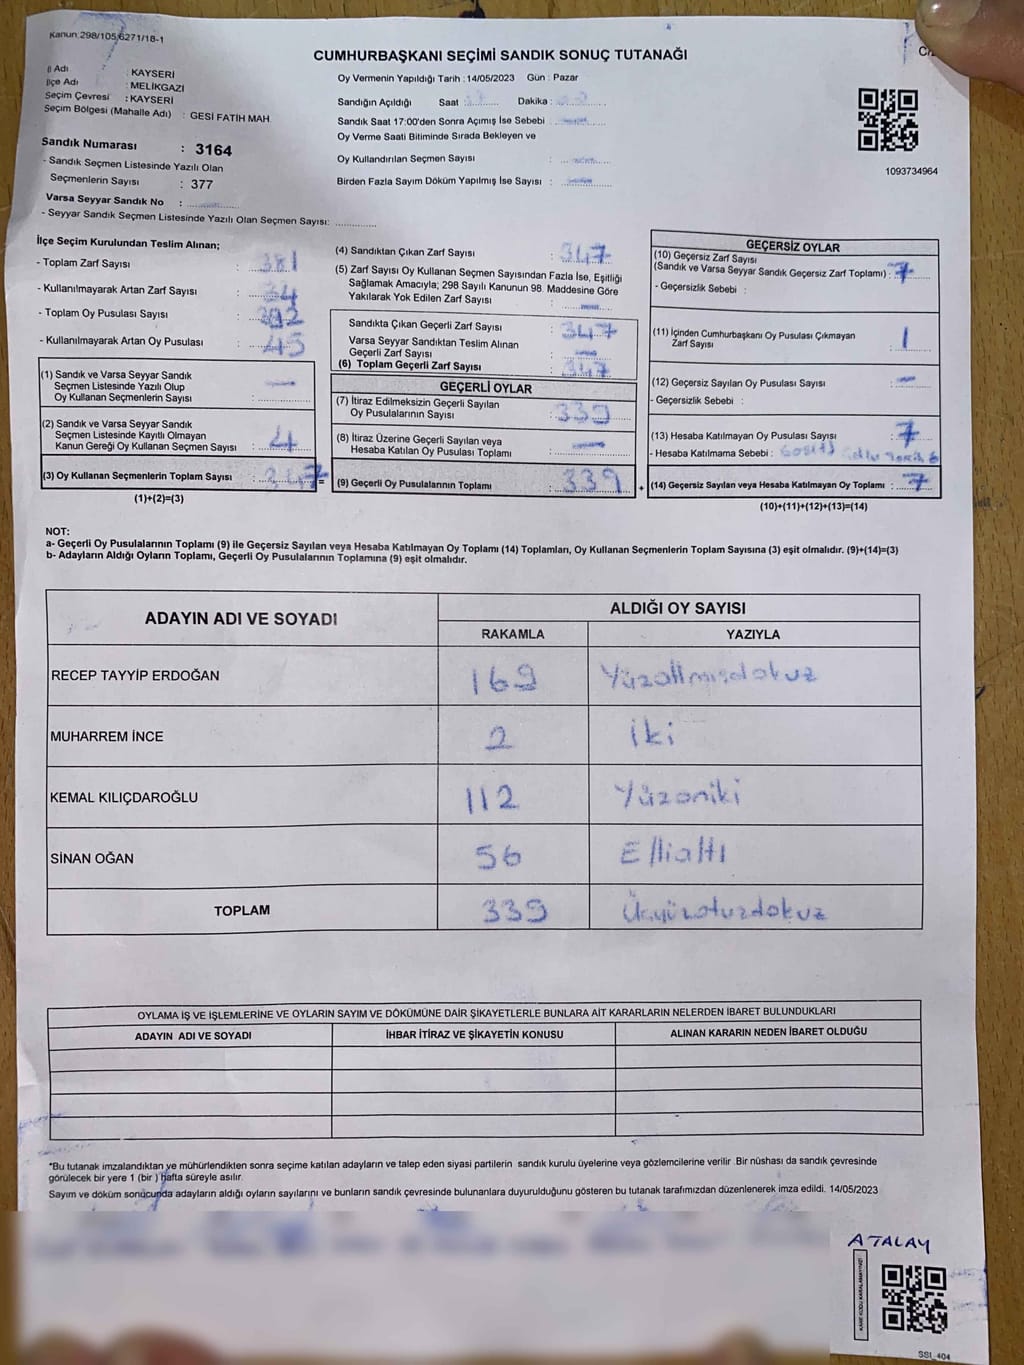 Kanun:298/105,6271/18-1
CUMHURBAŞKANI SEÇİMİ SANDIK SONUÇ TUTANAĞI
İl Adı : KAYSERİ
İlçe Adı : MELİKGAZİ
Seçim Çevresi : KAYSERİ
Seçim Bölgesi (Mahalle Adı) : GESİ FATİH MAH.
Sandık Numarası : 3164
- Sandık Seçmen Listesinde Yazılı Olan
Seçmenlerin Sayısı : 377
Varsa Seyyar Sandık No :
- Seyyar Sandık Seçmen Listesinde Yazılı Olan Seçmen Sayısı:
Oy Vermenin Yapıldığı Tarih :14/05/2023 Gün : Pazar
Sandığın Açıldığı Saat : Dakika :
Sandık Saat 17:00'den Sonra Açımış İse Sebebi :
Oy Verme Saati Bitiminde Sırada Bekleyen ve
Oy Kullandırılan Seçmen Sayısı :
Birden Fazla Sayım Döküm Yapılmış İse Sayısı :
1093734964
İlçe Seçim Kurulundan Teslim Alınan;
- Toplam Zarf Sayısı : 381
- Kullanılmayarak Artan Zarf Sayısı : 34
- Toplam Oy Pusulası Sayısı :
- Kullanılmayarak Artan Oy Pusulası : 45
(1) Sandık ve Varsa Seyyar Sandık
Seçmen Listesinde Yazılı Olup
Oy Kullanan Seçmenlerin Sayısı :
(2) Sandık ve Varsa Seyyar Sandık
Seçmen Listesinde Kayıtlı Olmayan
Kanun Gereği Oy Kullanan Seçmen Sayısı : 4
(3) Oy Kullanan Seçmenlerin Toplam Sayısı : 347 =
(1)+(2)=(3)
(4) Sandıktan Çıkan Zarf Sayısı : 347
(5) Zarf Sayısı Oy Kullanan Seçmen Sayısından Fazla İse, Eşitliği
Sağlamak Amacıyla; 298 Sayılı Kanunun 98. Maddesine Göre
Yakılarak Yok Edilen Zarf Sayısı :
Sandıkta Çıkan Geçerli Zarf Sayısı : 347
Varsa Seyyar Sandıktan Teslim Alınan
Geçerli Zarf Sayısı :
(6) Toplam Geçerli Zarf Sayısı : 347
GEÇERLİ OYLAR
(7) İtiraz Edilmeksizin Geçerli Sayılan
Oy Pusulalarının Sayısı : 339
(8) İtiraz Üzerine Geçerli Sayılan veya
Hesaba Katılan Oy Pusulası Toplamı :
(9) Geçerli Oy Pusulalarının Toplamı : 339 +
GEÇERSİZ OYLAR
(10) Geçersiz Zarf Sayısı
(Sandık ve Varsa Seyyar Sandık Geçersiz Zarf Toplamı) : 7
- Geçersizlik Sebebi :
(11) İçinden Cumhurbaşkanı Oy Pusulası Çıkmayan
Zarf Sayısı : 1
(12) Geçersiz Sayılan Oy Pusulası Sayısı :
- Geçersizlik Sebebi :
(13) Hesaba Katılmayan Oy Pusulası Sayısı : 7
- Hesaba Katılmama Sebebi :
(14) Geçersiz Sayılan veya Hesaba Katılmayan Oy Toplamı : 7
(10)+(11)+(12)+(13)=(14)
NOT:
a- Geçerli Oy Pusulalarının Toplamı (9) ile Geçersiz Sayılan veya Hesaba Katılmayan Oy Toplamı (14) Toplamları, Oy Kullanan Seçmenlerin Toplam Sayısına (3) eşit olmalıdır. (9)+(14)=(3)
b- Adayların Aldığı Oyların Toplamı, Geçerli Oy Pusulalarının Toplamına (9) eşit olmalıdır.
ADAYIN ADI VE SOYADI ALDIĞI OY SAYISI
RAKAMLA YAZIYLA
RECEP TAYYİP ERDOĞAN 169 Yüzaltmışdokuz
MUHARREM İNCE 2 İki
KEMAL KILIÇDAROĞLU 112 Yüzoniki
SİNAN OĞAN 56 Elliałtı
TOPLAM 339 Üçyüzotuzdokuz
OYLAMA İŞ VE İŞLEMLERİNE VE OYLARIN SAYIM VE DÖKÜMÜNE DAİR ŞİKAYETLERLE BUNLARA AİT KARARLARIN NELERDEN İBARET BULUNDUKLARI
ADAYIN ADI VE SOYADI İHBAR İTİRAZ VE ŞİKAYETİN KONUSU ALINAN KARARIN NEDEN İBARET OLDUĞU
*Bu tutanak imzalandıktan ve mühürlendikten sonra seçime katılan adayların ve talep eden siyasi partilerin sandık kurulu üyelerine veya gözlemcilerine verilir .Bir nüshası da sandık çevresinde
görülecek bir yere 1 (bir ) hafta süreyle asılır.
Sayım ve döküm sonucunda adayların aldığı oyların sayılarını ve bunların sandık çevresinde bulunanlara duyurulduğunu gösteren bu tutanak tarafımızdan düzenlenerek imza edildi. 14/05/2023
ATALAY
KARE KODU KARALAMAYINIZ!
SSI_404